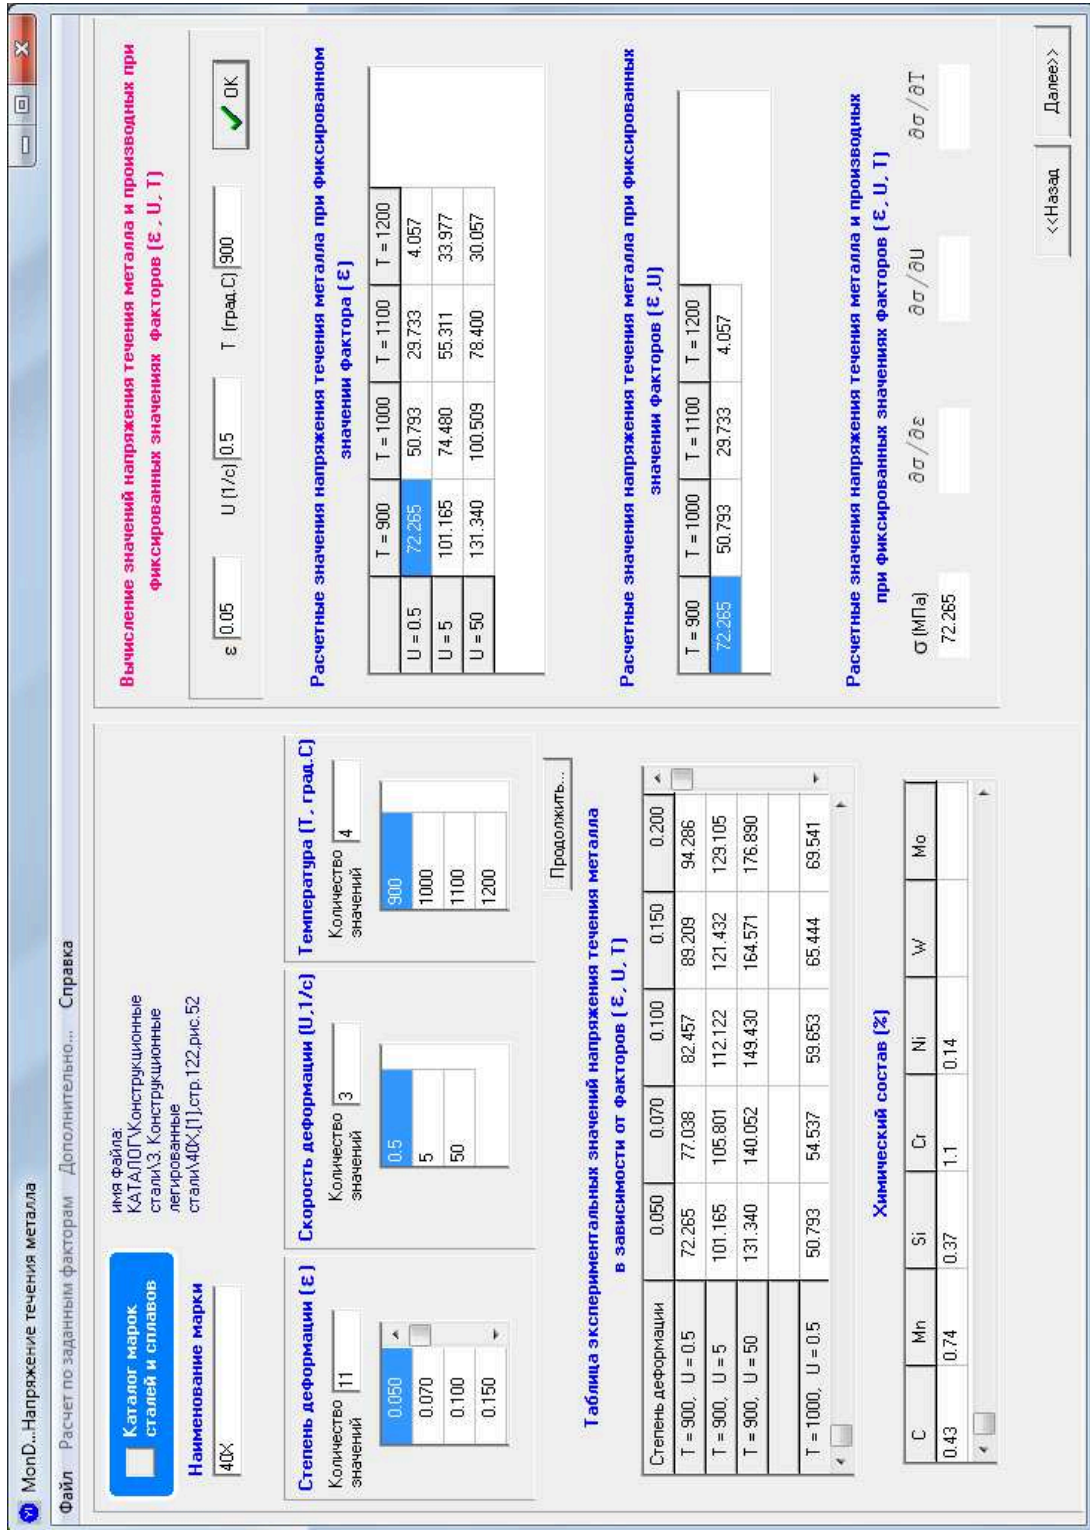 MonD...Напряжение течения металла
Файл Расчет по заданным факторам Дополнительно... Справка
Каталог марок
сталей и сплавов
имя файла:
КАТАЛОГ\Конструкционные
стали\3. Конструкционные
легированные
стали\40Х,[1],стр.122,рис.52
Наименование марки
40Х
Степень деформации (ε)
Количество
значений
11
0.050
0.070
0.100
0.150
Скорость деформации (U,1/с)
Количество
значений
3
0.5
5
50
Температура (Т, град.С)
Количество
значений
4
900
1000
1100
1200
Продолжить...
Таблица экспериментальных значений напряжения течения металла
в зависимости от факторов (ε, U, T)
Степень деформации 0.050 0.070 0.100 0.150 0.200
T = 900, U = 0.5 72.265 77.038 82.457 89.209 94.286
T = 900, U = 5 101.165 105.801 112.122 121.432 129.105
T = 900, U = 50 131.340 140.052 149.430 164.571 176.890
T = 1000, U = 0.5 50.793 54.537 59.653 65.444 69.541
Химический состав (%)
C Mn Si Cr Ni W Mo
0.43 0.74 0.37 1.1 0.14
Вычисление значений напряжения течения металла и производных при
фиксированных значениях факторов (ε, U, T)
ε 0.05 U (1/с) 0.5 T (град.С) 900 OK
Расчетные значения напряжения течения металла при фиксированном
значении фактора (ε)
T = 900 T = 1000 T = 1100 T = 1200
U = 0.5 72.265 50.793 29.733 4.057
U = 5 101.165 74.480 55.311 33.977
U = 50 131.340 100.509 78.400 30.057
Расчетные значения напряжения течения металла при фиксированных
значении факторов (ε,U)
T = 900 T = 1000 T = 1100 T = 1200
72.265 50.793 29.733 4.057
Расчетные значения напряжения течения металла и производных
при фиксированных значениях факторов (ε, U, T)
σ(МПа) ∂σ/∂ε ∂σ/∂U ∂σ/∂T
72.265
<<Назад Далее>>